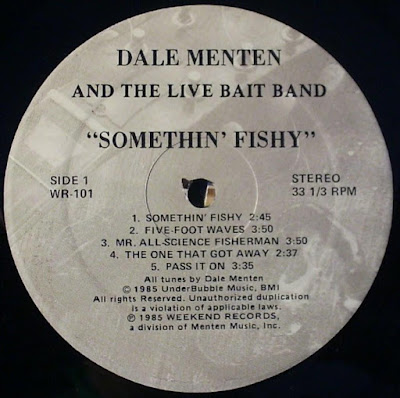 DALE MENTEN
AND THE LIVE BAIT BAND
“SOMETHIN’ FISHY”
SIDE 1
WR-101
STEREO
33 1/3 RPM
1. SOMETHIN’ FISHY 2:45
2. FIVE-FOOT WAVES 3:50
3. MR. ALL-SCIENCE FISHERMAN 3:50
4. THE ONE THAT GOT AWAY 2:37
5. PASS IT ON 3:35
All tunes by Dale Menten
© 1985 UnderBubble Music, BMI
All rights Reserved. Unauthorized duplication
is a violation of applicable laws.
℗ 1985 WEEKEND RECORDS,
a division of Menten Music, Inc.